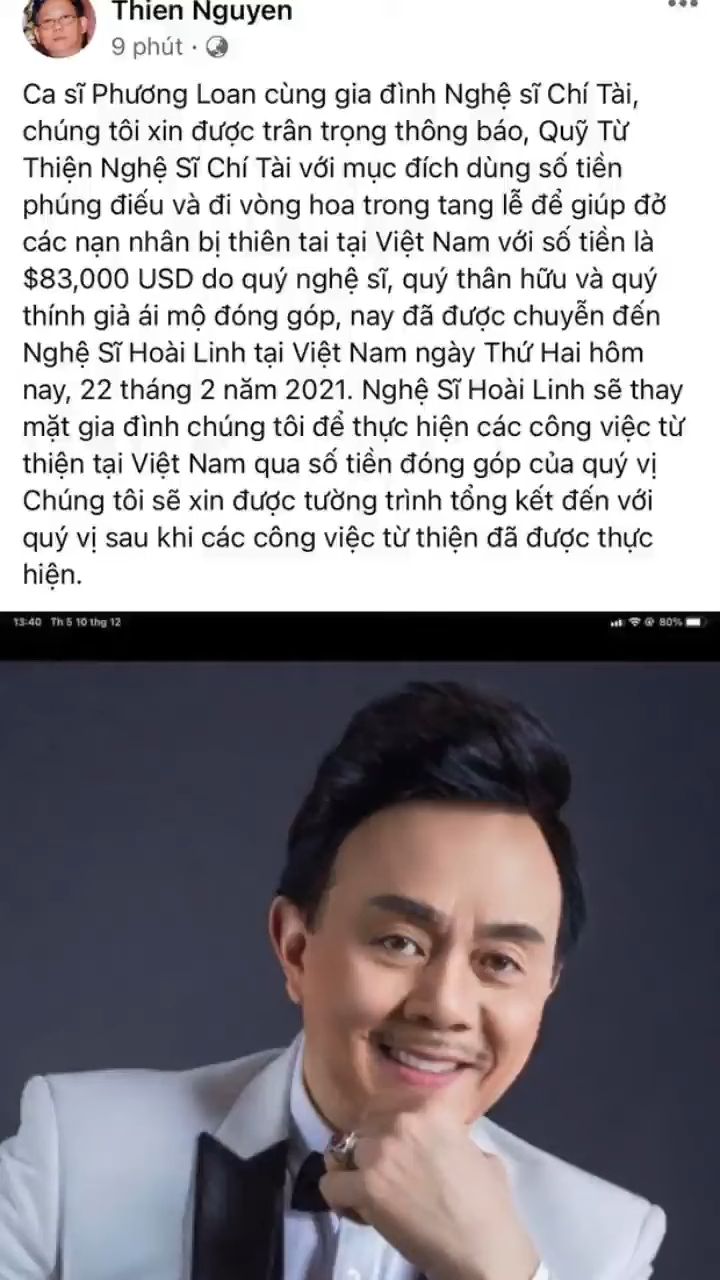 Thien Nguyen
9 phút ·
Ca sĩ Phương Loan cùng gia đình Nghệ sĩ Chí Tài,
chúng tôi xin được trân trọng thông báo, Quỹ Từ
Thiện Nghệ Sĩ Chí Tài với mục đích dùng số tiền
phúng điếu và đi vòng hoa trong tang lễ để giúp đở
các nạn nhân bị thiên tai tại Việt Nam với số tiền là
$83,000 USD do quý nghệ sĩ, quý thân hữu và quý
thính giả ái mộ đóng góp, nay đã được chuyễn đến
Nghệ Sĩ Hoài Linh tại Việt Nam ngày Thứ Hai hôm
nay, 22 tháng 2 năm 2021. Nghệ Sĩ Hoài Linh sẽ thay
mặt gia đình chúng tôi để thực hiện các công việc từ
thiện tại Việt Nam qua số tiền đóng góp của quý vị
Chúng tôi sẽ xin được tường trình tổng kết đến với
quý vị sau khi các công việc từ thiện đã được thực
hiện.
13:40 Th 5 10 thg 12
80%